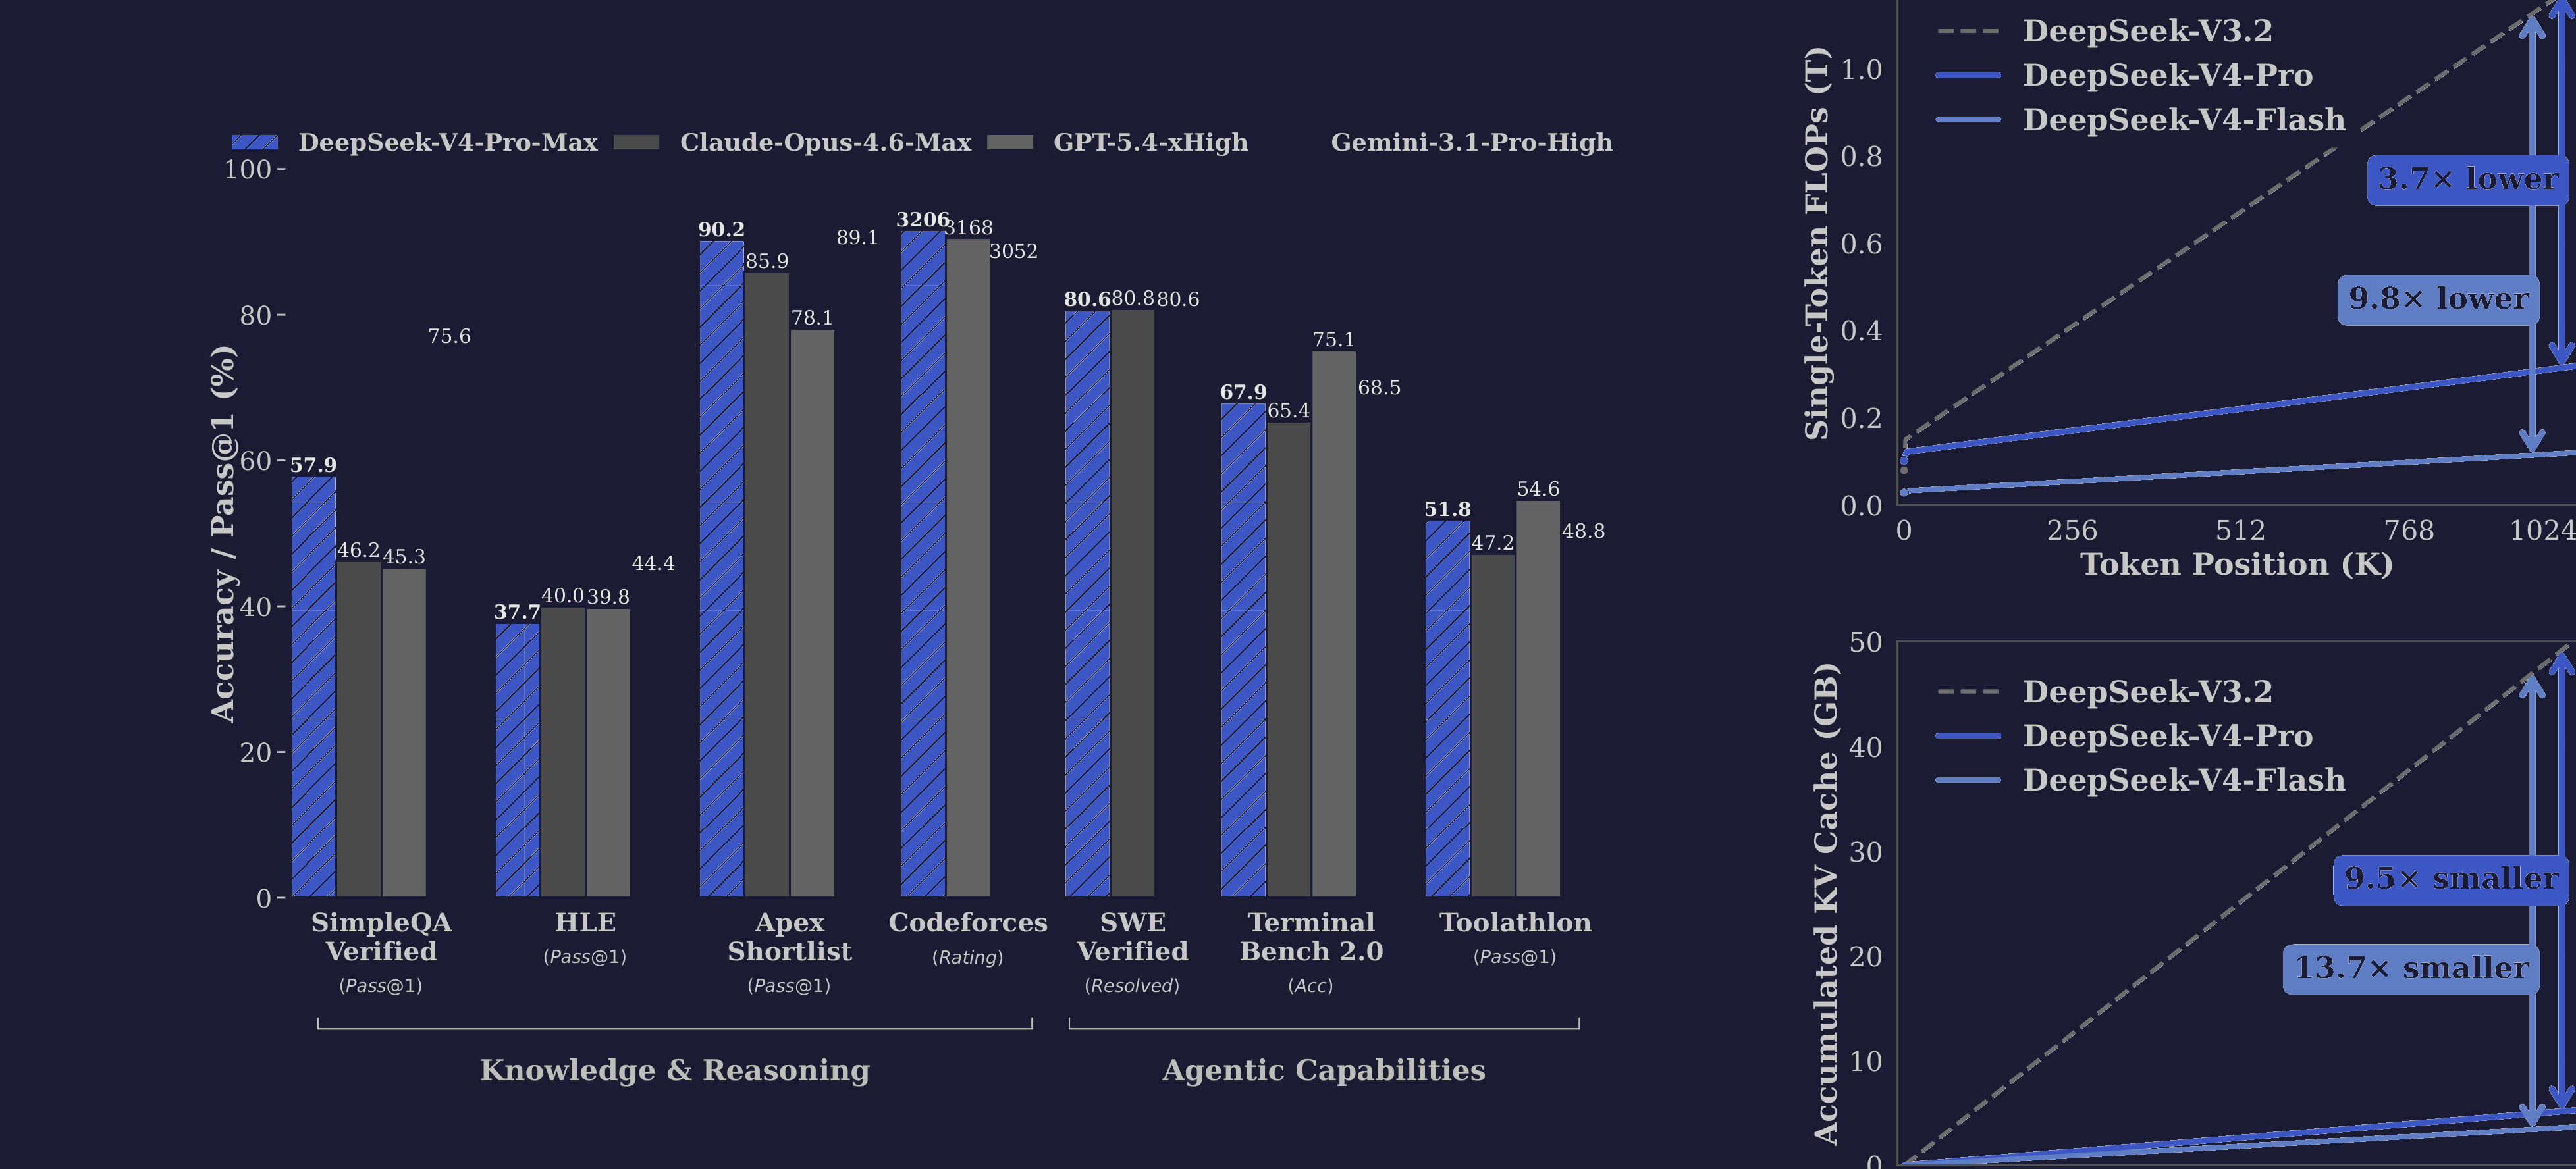 DeepSeek-V4-Pro-Max Claude-Opus-4.6-Max GPT-5.4-xHigh Gemini-3.1-Pro-High
Accuracy / Pass@1 (%)
100
80
60
40
20
0
57.9 46.2 45.3 75.6
37.7 40.0 39.8 44.4
90.2 85.9 78.1 89.1
3206 3168 3052
80.6 80.8 80.6
67.9 65.4 75.1 68.5
51.8 47.2 54.6 48.8
SimpleQA
Verified
(Pass@1)
HLE
(Pass@1)
Apex
Shortlist
(Pass@1)
Codeforces
(Rating)
SWE
Verified
(Resolved)
Terminal
Bench 2.0
(Acc)
Toolathlon
(Pass@1)
Knowledge & Reasoning
Agentic Capabilities
Single-Token FLOPs (T)
1.0
0.8
0.6
0.4
0.2
0.0
DeepSeek-V3.2
DeepSeek-V4-Pro
DeepSeek-V4-Flash
3.7× lower
9.8× lower
0 256 512 768 1024
Token Position (K)
Accumulated KV Cache (GB)
50
40
30
20
10
0
DeepSeek-V3.2
DeepSeek-V4-Pro
DeepSeek-V4-Flash
9.5× smaller
13.7× smaller